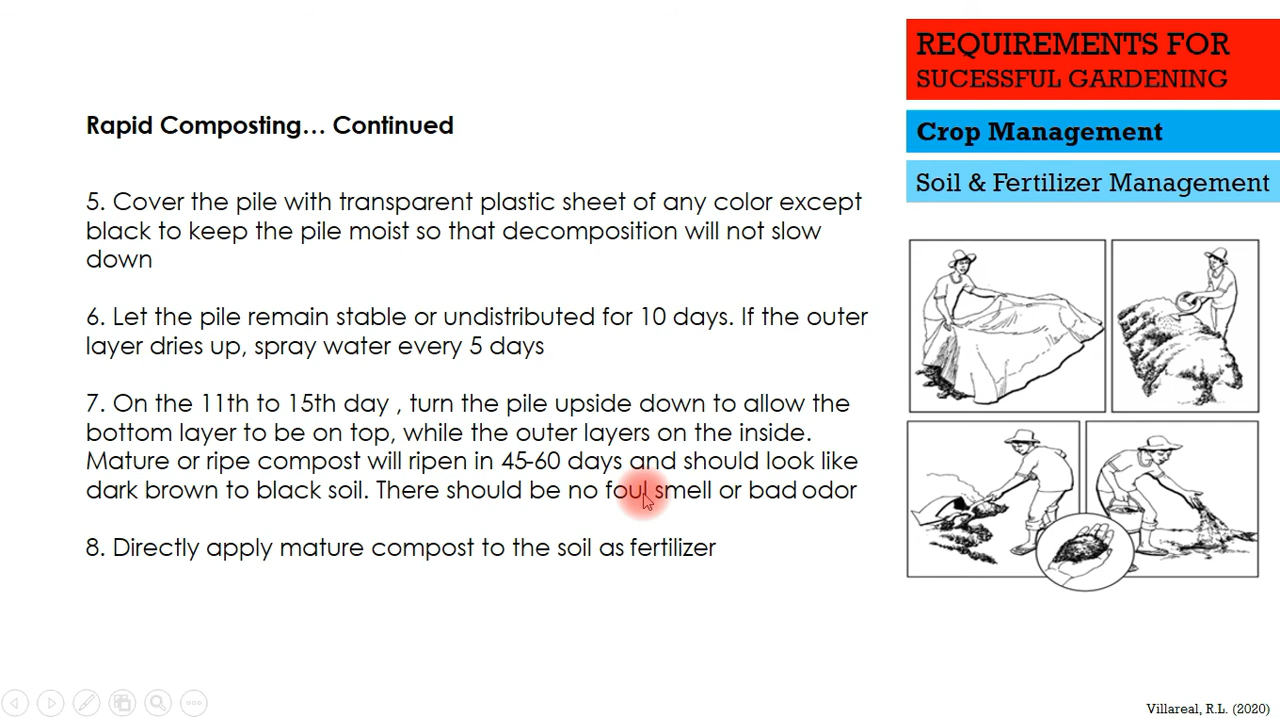 REQUIREMENTS FOR
SUCESSFUL GARDENING
Crop Management
Soil & Fertilizer Management
Rapid Composting... Continued
5. Cover the pile with transparent plastic sheet of any color except
black to keep the pile moist so that decomposition will not slow
down
6. Let the pile remain stable or undistributed for 10 days. If the outer
layer dries up, spray water every 5 days
7. On the 11th to 15th day , turn the pile upside down to allow the
bottom layer to be on top, while the outer layers on the inside.
Mature or ripe compost will ripen in 45-60 days and should look like
dark brown to black soil. There should be no foul smell or bad odor
8. Directly apply mature compost to the soil as fertilizer
Villareal, R.L. (2020)